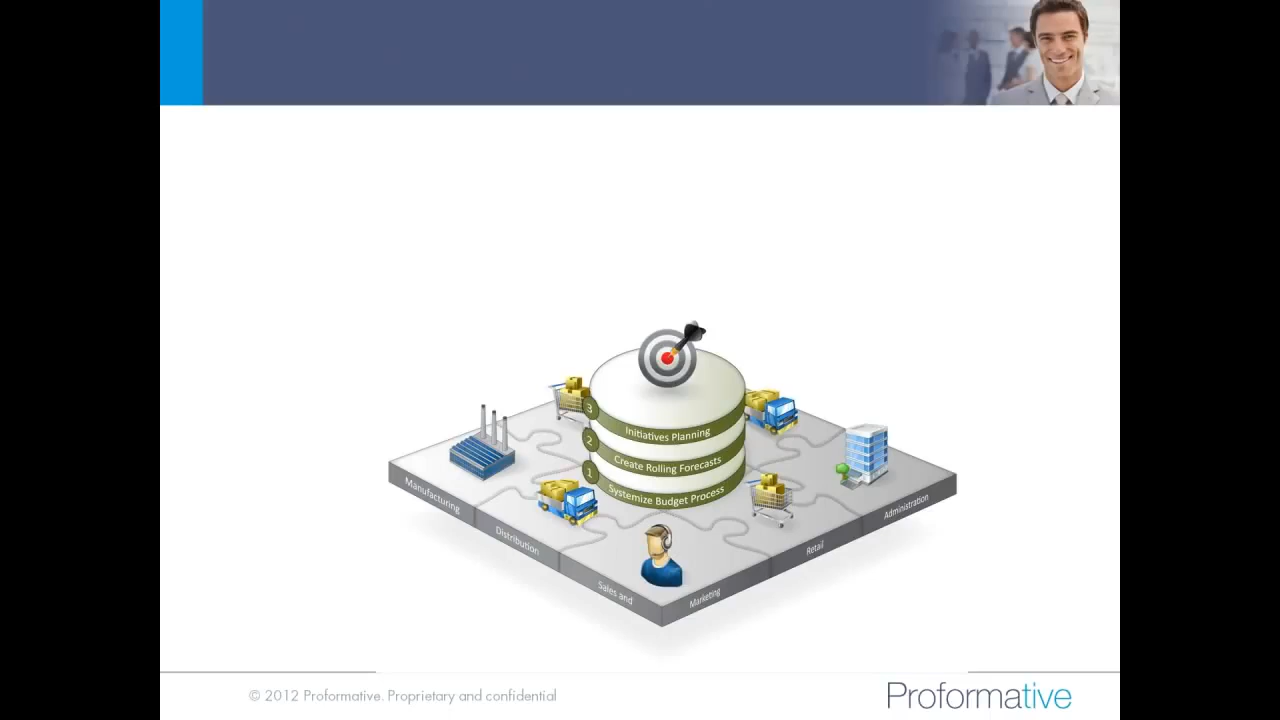 3
Initiatives Planning
2
Create Rolling Forecasts
1
Systemize Budget Process
Manufacturing
Distribution
Sales and
Marketing
Retail
Administration
© 2012 Proformative. Proprietary and confidential
Proformative